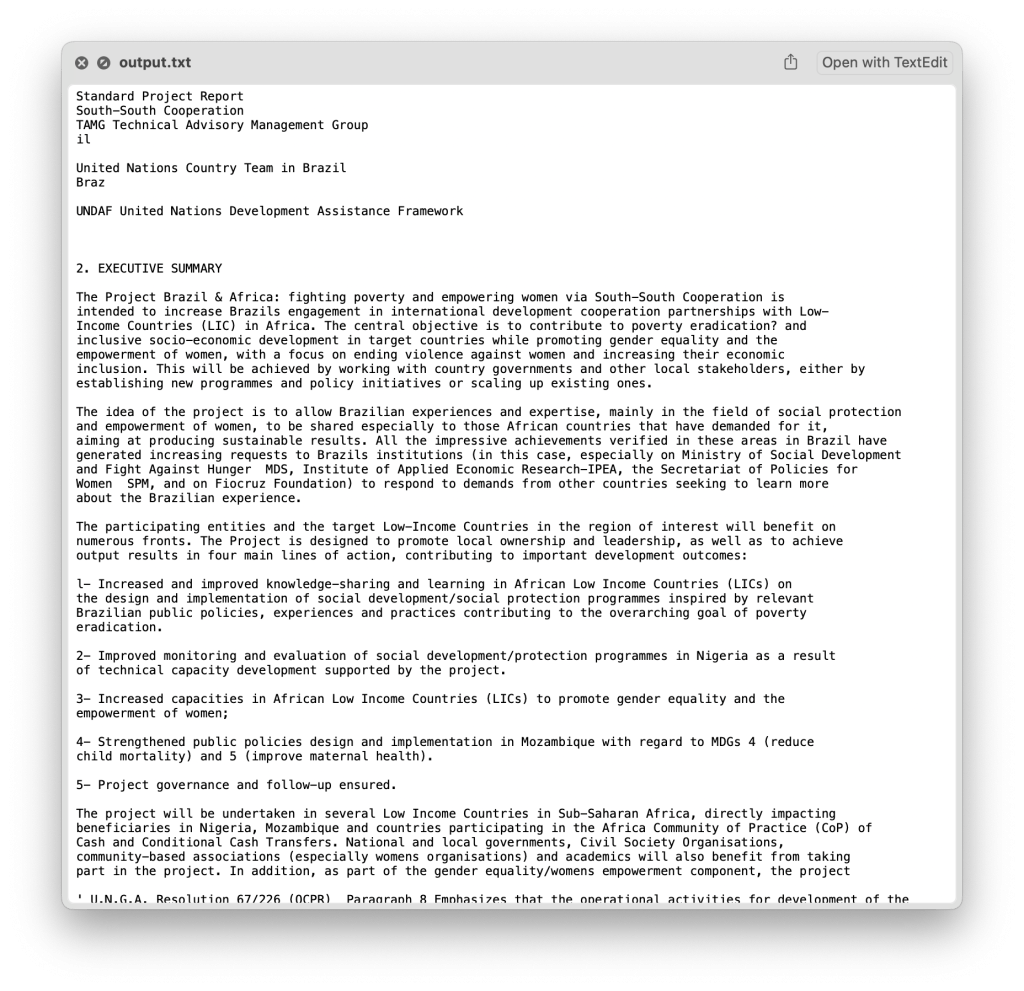 output.txt
Open with TextEdit
Standard Project Report
South-South Cooperation
TAMG Technical Advisory Management Group
il
United Nations Country Team in Brazil
Braz
UNDAF United Nations Development Assistance Framework
2. EXECUTIVE SUMMARY
The Project Brazil & Africa: fighting poverty and empowering women via South-South Cooperation is
intended to increase Brazils engagement in international development cooperation partnerships with Low-
Income Countries (LIC) in Africa. The central objective is to contribute to poverty eradication? and
inclusive socio-economic development in target countries while promoting gender equality and the
empowerment of women, with a focus on ending violence against women and increasing their economic
inclusion. This will be achieved by working with country governments and other local stakeholders, either by
establishing new programmes and policy initiatives or scaling up existing ones.
The idea of the project is to allow Brazilian experiences and expertise, mainly in the field of social protection
and empowerment of women, to be shared especially to those African countries that have demanded for it,
aiming at producing sustainable results. All the impressive achievements verified in these areas in Brazil have
generated increasing requests to Brazils institutions (in this case, especially on Ministry of Social Development
and Fight Against Hunger  MDS, Institute of Applied Economic Research-IPEA, the Secretariat of Policies for
Women  SPM, and on Fiocruz Foundation) to respond to demands from other countries seeking to learn more
about the Brazilian experience.
The participating entities and the target Low-Income Countries in the region of interest will benefit on
numerous fronts. The Project is designed to promote local ownership and leadership, as well as to achieve
output results in four main lines of action, contributing to important development outcomes:
l- Increased and improved knowledge-sharing and learning in African Low Income Countries (LICs) on
the design and implementation of social development/social protection programmes inspired by relevant
Brazilian public policies, experiences and practices contributing to the overarching goal of poverty
eradication.
2- Improved monitoring and evaluation of social development/protection programmes in Nigeria as a result
of technical capacity development supported by the project.
3- Increased capacities in African Low Income Countries (LICs) to promote gender equality and the
empowerment of women;
4- Strengthened public policies design and implementation in Mozambique with regard to MDGs 4 (reduce
child mortality) and 5 (improve maternal health).
5- Project governance and follow-up ensured.
The project will be undertaken in several Low Income Countries in Sub-Saharan Africa, directly impacting
beneficiaries in Nigeria, Mozambique and countries participating in the Africa Community of Practice (CoP) of
Cash and Conditional Cash Transfers. National and local governments, Civil Society Organisations,
community-based associations (especially womens organisations) and academics will also benefit from taking
part in the project. In addition, as part of the gender equality/womens empowerment component, the project
' U.N.G.A. Resolution 67/226 (QCPR)  Paragraph 8 Emphasizes that the operational activities for development of the